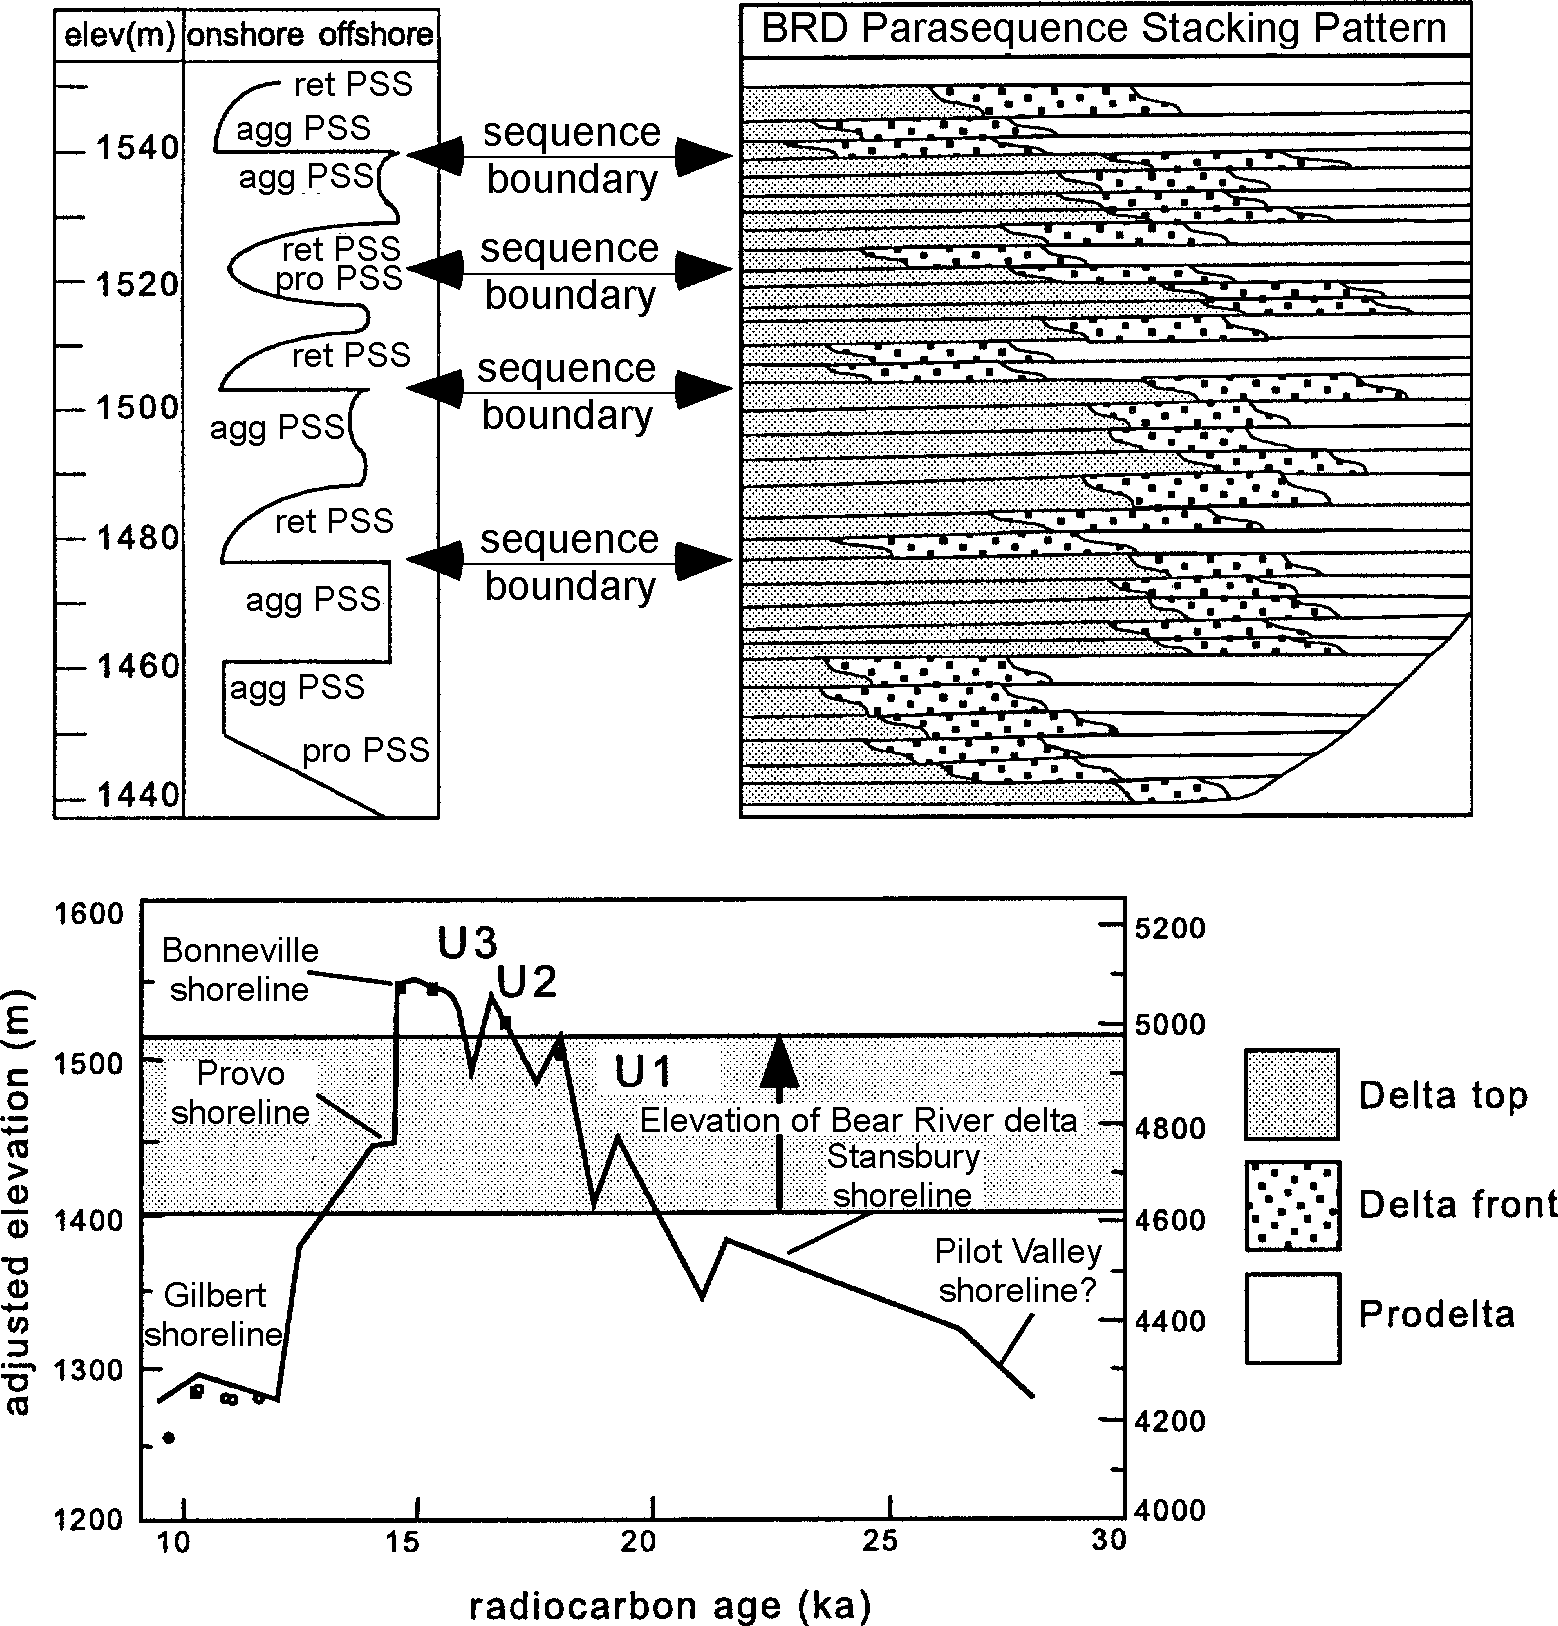 elev(m) onshore offshore
ret PSS
agg PSS
1540
agg PSS
ret PSS
pro PSS
1520
ret PSS
1500
agg PSS
ret PSS
1480
agg PSS
1460
agg PSS
pro PSS
1440
sequence
boundary
sequence
boundary
sequence
boundary
sequence
boundary
BRD Parasequence Stacking Pattern
1600
1500
1400
1300
1200
adjusted elevation (m)
Bonneville
shoreline
U3
U2
U1
Provo
shoreline
Elevation of Bear River delta
Stansbury
shoreline
Pilot Valley
shoreline?
Gilbert
shoreline
5200
5000
4800
4600
4400
4200
4000
10 15 20 25 30
radiocarbon age (ka)
Delta top
Delta front
Prodelta